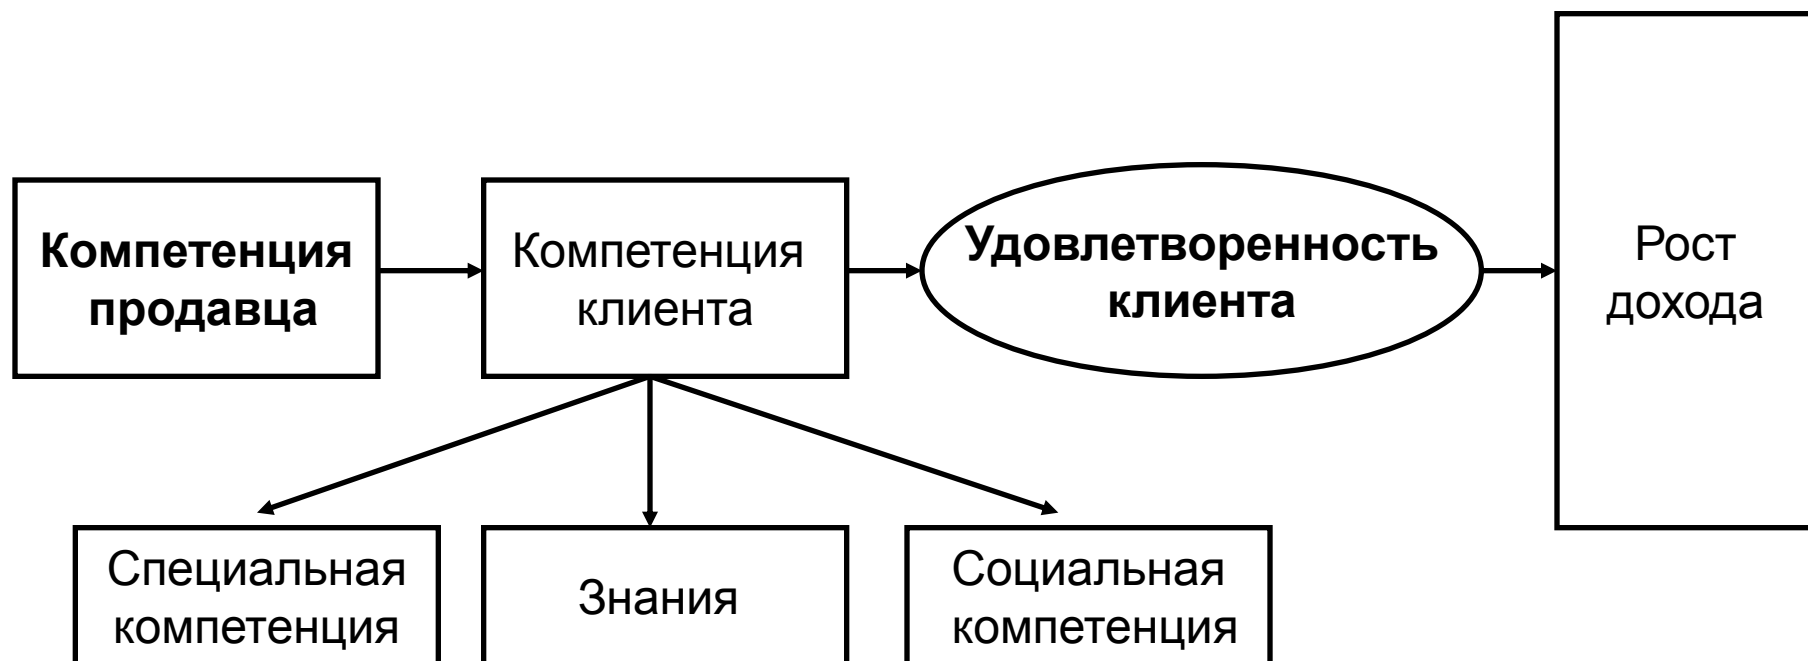 Компетенция
продавца
Компетенция
клиента
Удовлетворенность
клиента
Рост
дохода
Специальная
компетенция
Знания
Социальная
компетенция